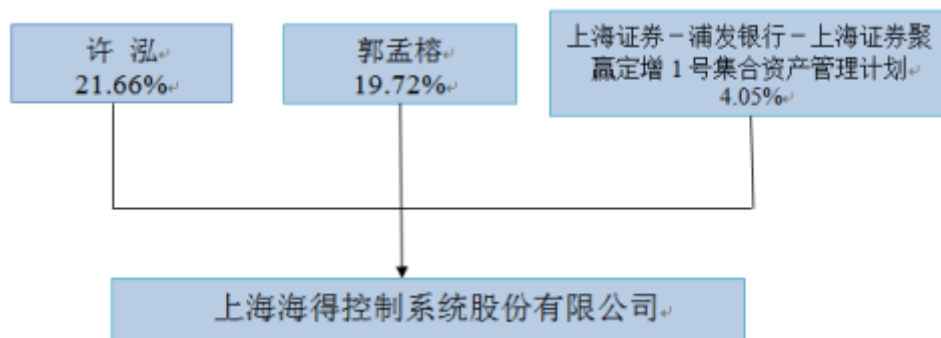 许 泓
21.66%
郭孟榕
19.72%
上海证券－浦发银行－上海证券聚
赢定增 1 号集合资产管理计划
4.05%
上海海得控制系统股份有限公司